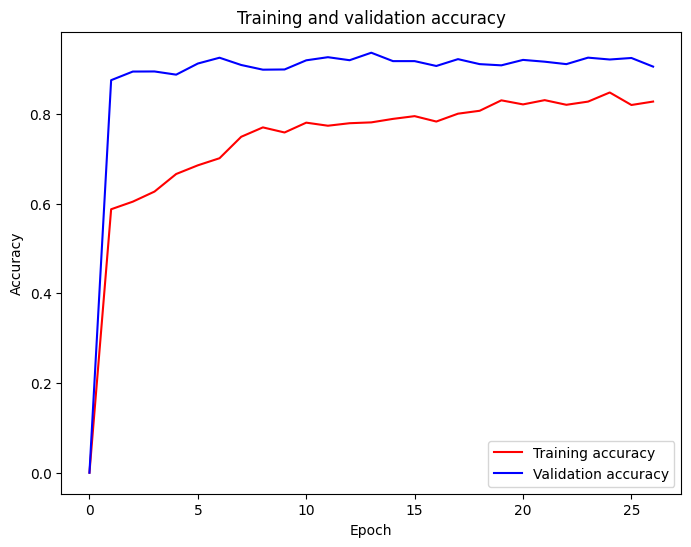 Training and validation accuracy
Accuracy
0.8
0.6
0.4
0.2
0.0
Training accuracy
Validation accuracy
0 5 10 15 20 25
Epoch